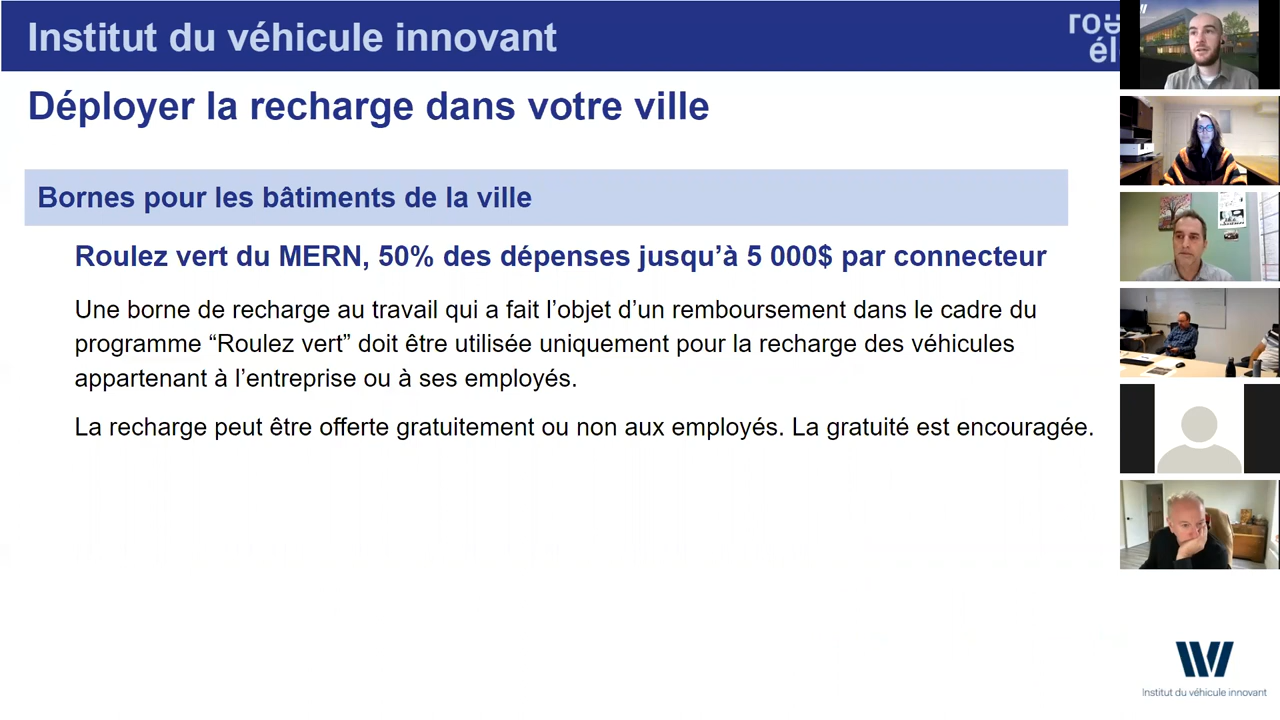 Institut du véhicule innovant
Déployer la recharge dans votre ville
Bornes pour les bâtiments de la ville
Roulez vert du MERN, 50% des dépenses jusqu’à 5 000$ par connecteur
Une borne de recharge au travail qui a fait l’objet d’un remboursement dans le cadre du
programme “Roulez vert” doit être utilisée uniquement pour la recharge des véhicules
appartenant à l’entreprise ou à ses employés.
La recharge peut être offerte gratuitement ou non aux employés. La gratuité est encouragée.
Institut du véhicule innovant